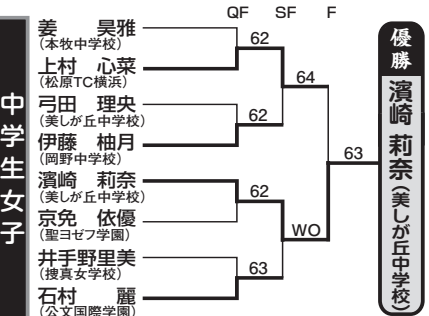 QF SF F
中学生女子
姜 昊雅
(本牧中学校)
上村 心菜
(松原TC横浜)
弓田 理央
(美しが丘中学校)
伊藤 柚月
(岡野中学校)
濱崎 莉奈
(美しが丘中学校)
京免 依優
(聖ヨゼフ学園)
井手野里美
(捜真女学校)
石村 麗
(公文国際学園)
62
62
62
63
64
WO
63
優勝
濱崎 莉奈(美しが丘中学校)